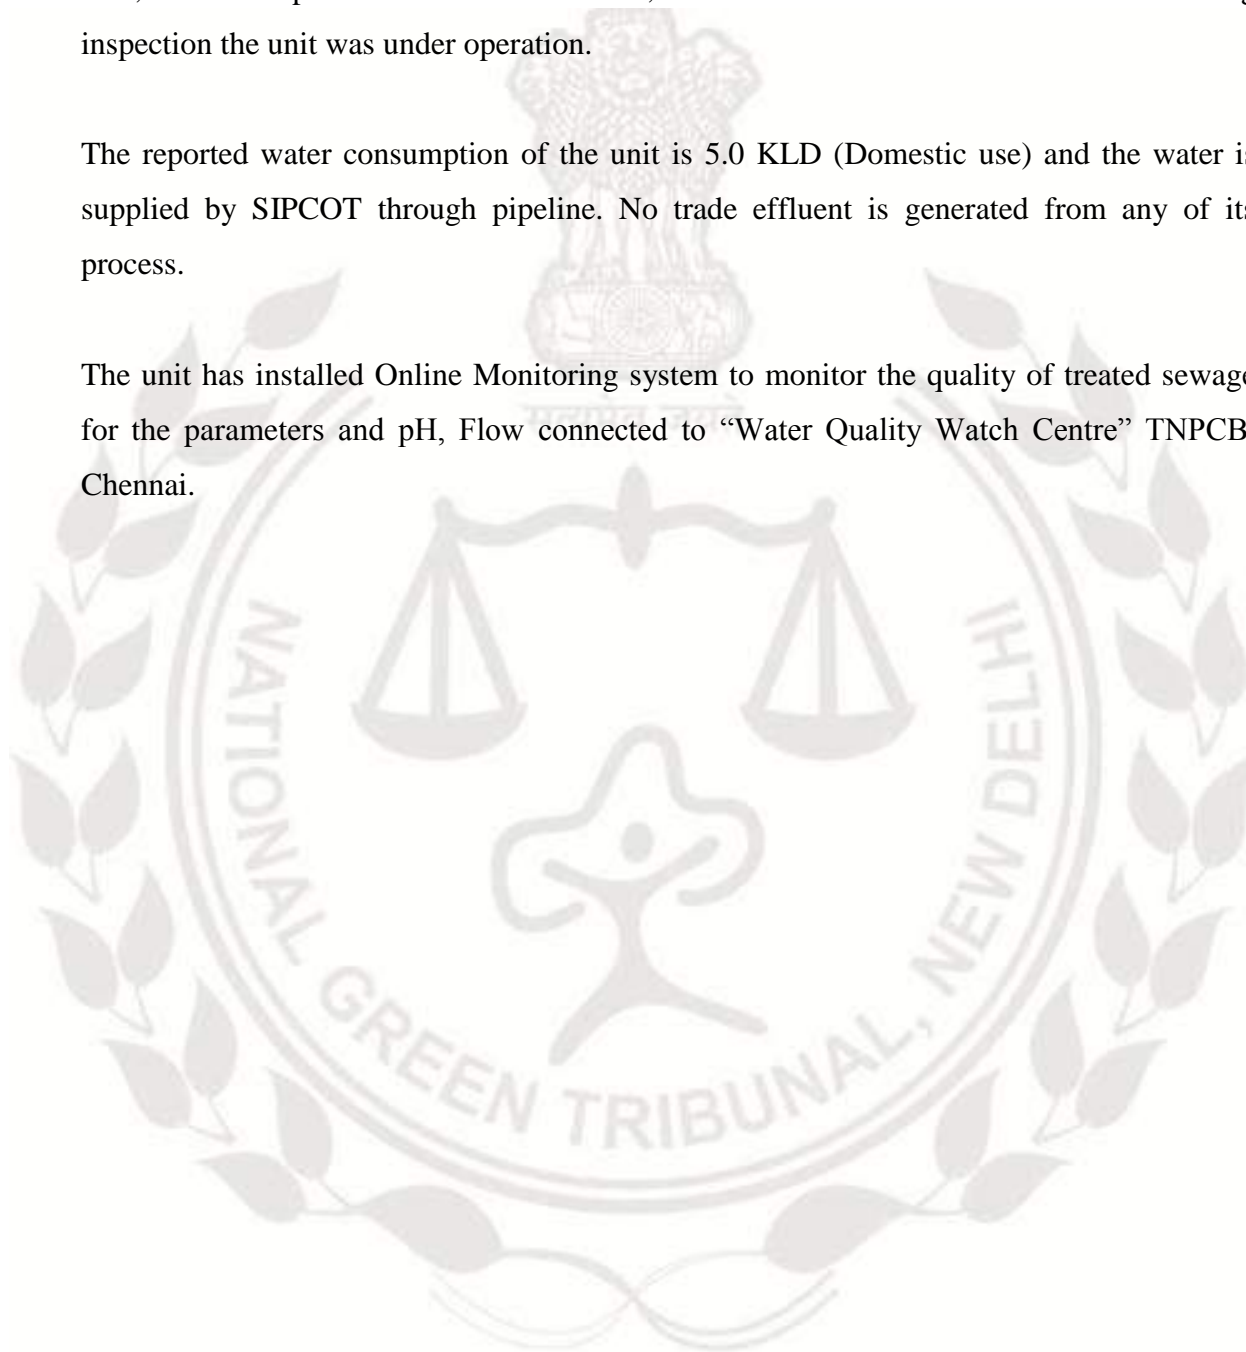 inspection the unit was under operation.
The reported water consumption of the unit is 5.0 KLD (Domestic use) and the water is
supplied by SIPCOT through pipeline. No trade effluent is generated from any of its
process.
The unit has installed Online Monitoring system to monitor the quality of treated sewage
for the parameters and pH, Flow connected to “Water Quality Watch Centre” TNPCB
Chennai.
NATIONAL GREEN TRIBUNAL, NEW DELHI